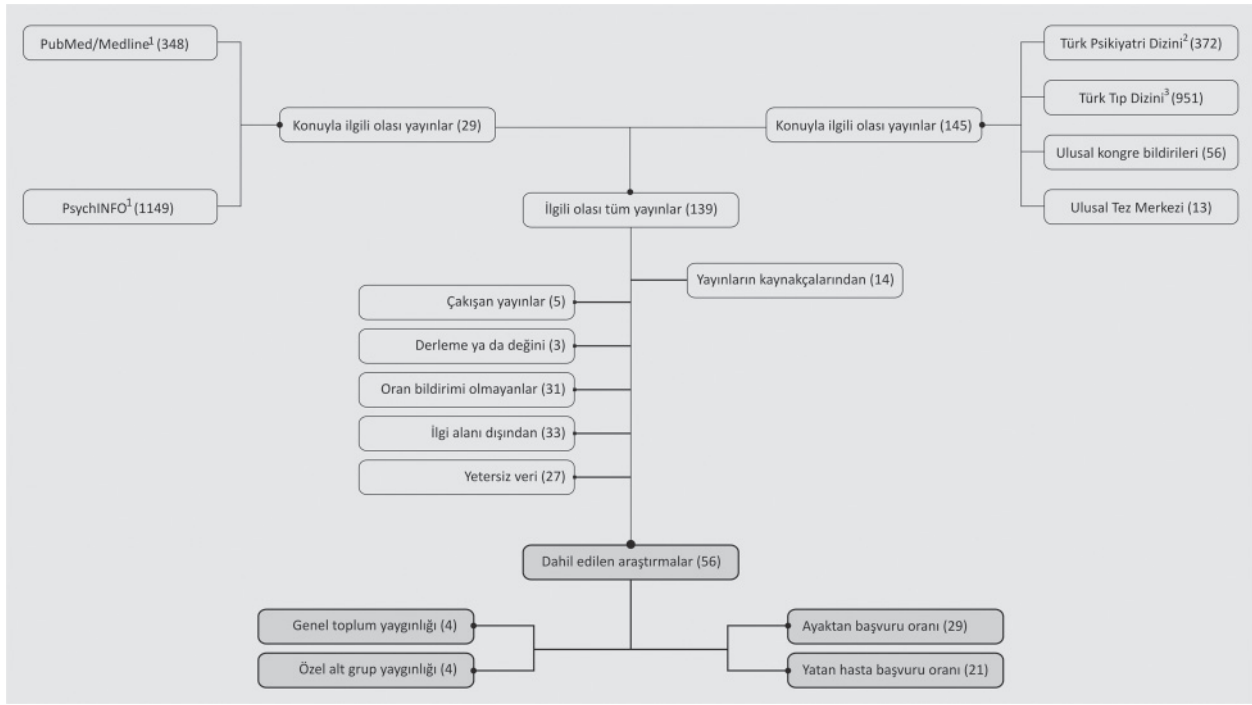 PubMed/Medline¹ (348)
PsychINFO¹ (1149)
Konuyla ilgili olası yayınlar (29)
Konuyla ilgili olası yayınlar (145)
Türk Psikiyatri Dizini² (372)
Türk Tıp Dizini³ (951)
Ulusal kongre bildirileri (56)
Ulusal Tez Merkezi (13)
İlgili olası tüm yayınlar (139)
Yayınların kaynakçalarından (14)
Çakışan yayınlar (5)
Derleme ya da değini (3)
Oran bildirimi olmayanlar (31)
İlgi alanı dışından (33)
Yetersiz veri (27)
Dahil edilen araştırmalar (56)
Genel toplum yaygınlığı (4)
Özel alt grup yaygınlığı (4)
Ayaktan başvuru oranı (29)
Yatan hasta başvuru oranı (21)